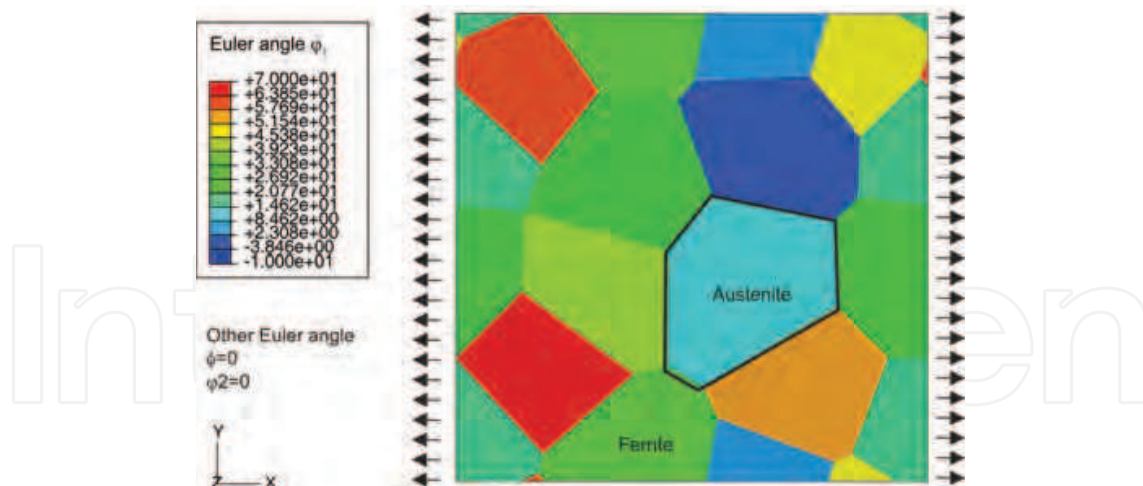 Euler angle φ₁
+7.000e+01
+6.385e+01
+5.769e+01
+5.154e+01
+4.538e+01
+3.923e+01
+3.308e+01
+2.692e+01
+2.077e+01
+1.462e+01
+8.462e+00
+2.308e+00
-3.846e+00
-1.000e+01
Other Euler angle
ϕ=0
φ2=0
Y
Z
X
Austenite
Ferrite